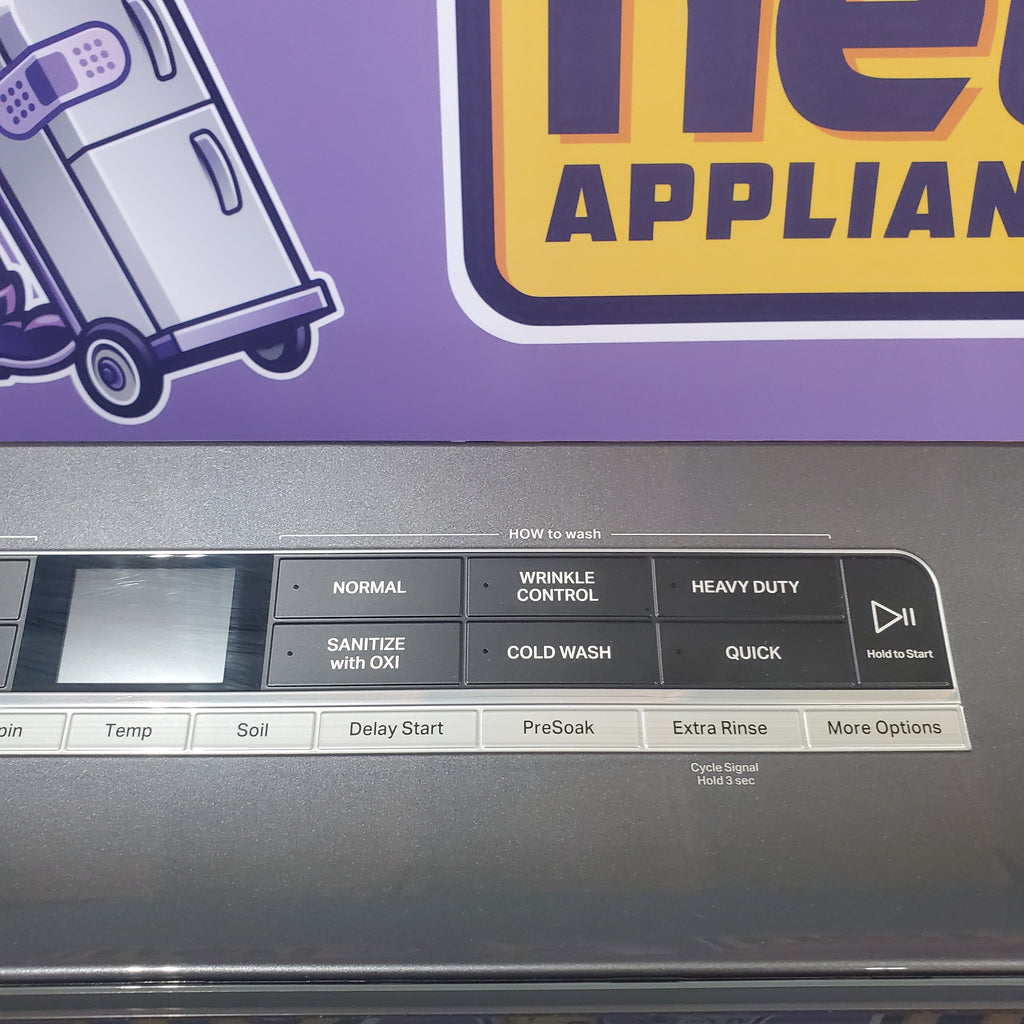 APPLIAN
HOW to wash
NORMAL
WRINKLE
CONTROL
HEAVY DUTY
SANITIZE
with OXI
COLD WASH
QUICK
Hold to Start
pin
Temp
Soil
Delay Start
PreSoak
Extra Rinse
More Options
Cycle Signal
Hold 3 sec